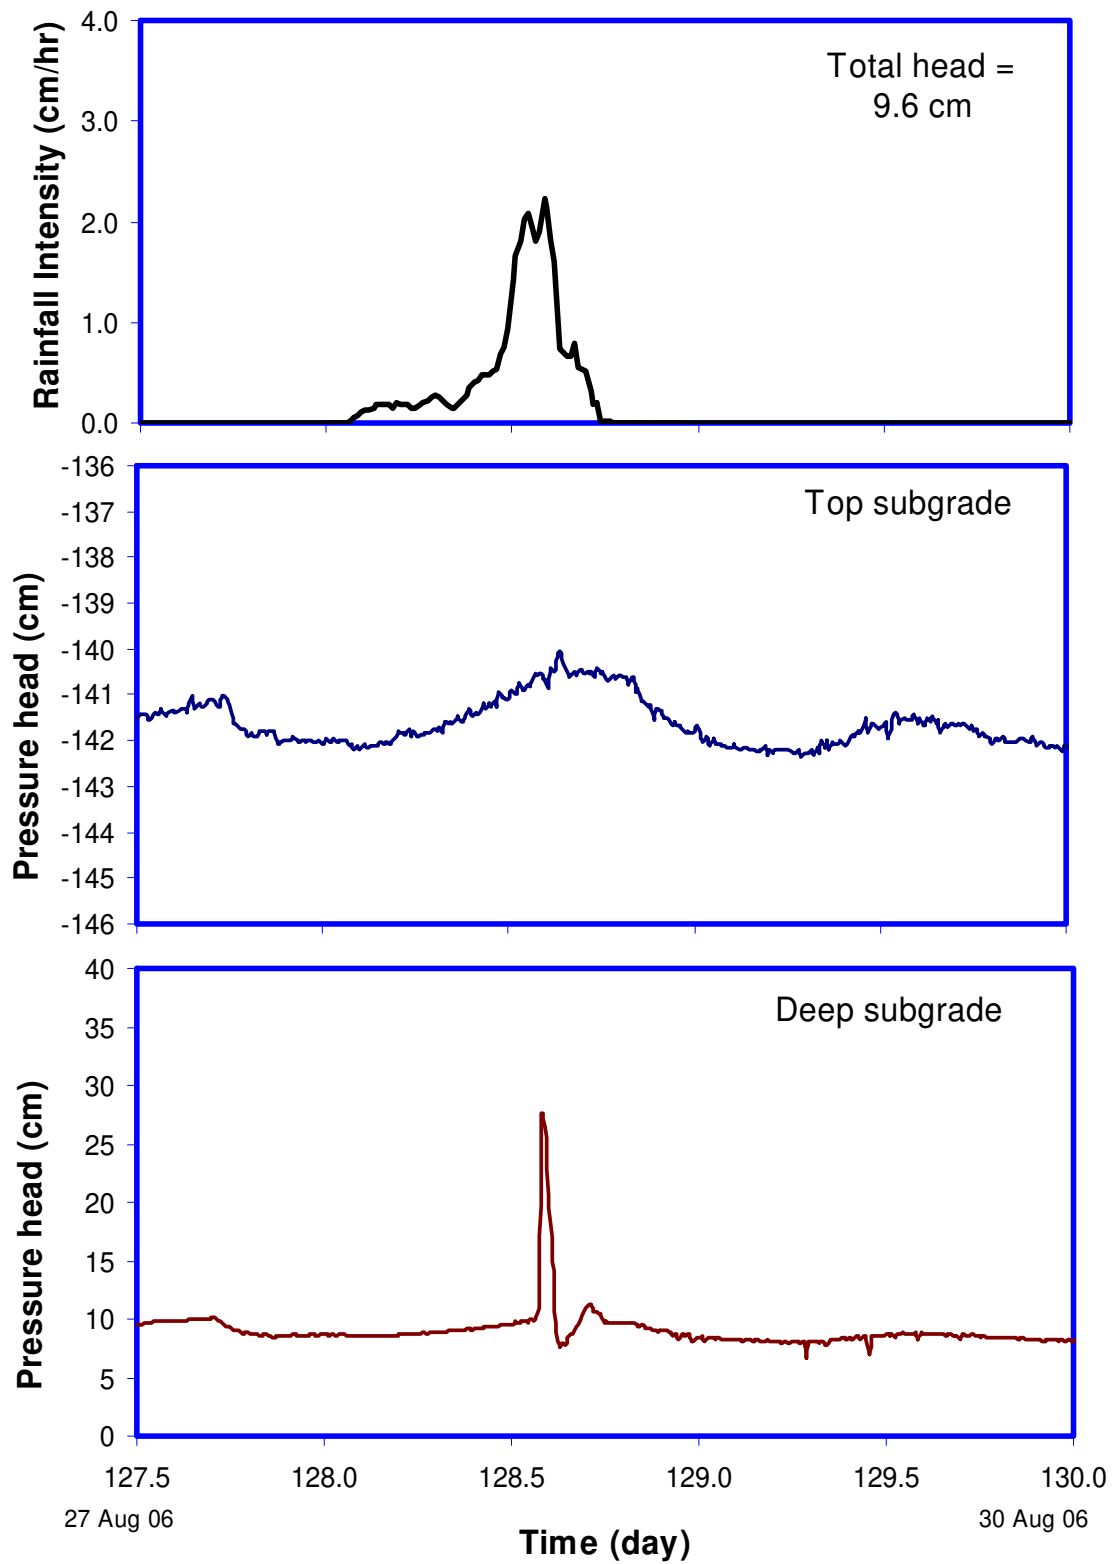 4.0
3.0
2.0
1.0
0.0
Rainfall Intensity (cm/hr)
Total head =
9.6 cm
-136
-137
-138
-139
-140
-141
-142
-143
-144
-145
-146
Pressure head (cm)
Top subgrade
40
35
30
25
20
15
10
5
0
Pressure head (cm)
Deep subgrade
127.5 128.0 128.5 129.0 129.5 130.0
27 Aug 06 30 Aug 06
Time (day)